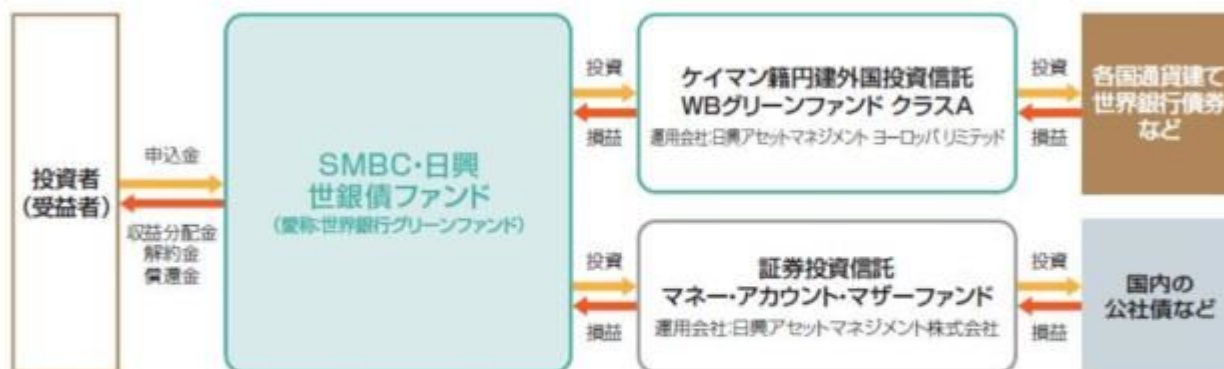 投資者
(受益者)
申込金
収益分配金
解約金
償還金
SMBC・日興
世銀債ファンド
(愛称:世界銀行グリーンファンド)
投資
損益
ケイマン籍円建外国投資信託
WBグリーンファンド クラスA
運用会社:日興アセットマネジメント ヨーロッパ リミテッド
投資
損益
各国通貨建て
世界銀行債券
など
投資
損益
証券投資信託
マネー・アカウント・マザーファンド
運用会社:日興アセットマネジメント株式会社
投資
損益
国内の
公社債など